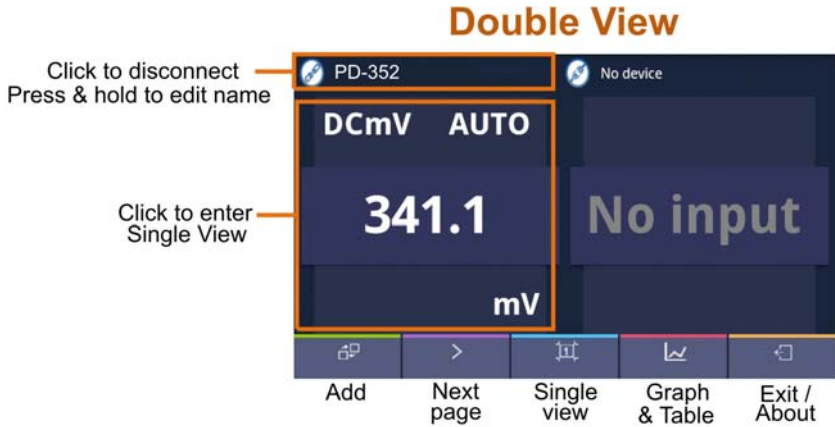 Double View
Click to disconnect
Press & hold to edit name
PD-352
No device
DCmV AUTO
Click to enter
Single View
341.1
No input
mV
1
Add
Next
page
Single
view
Graph
& Table
Exit /
About